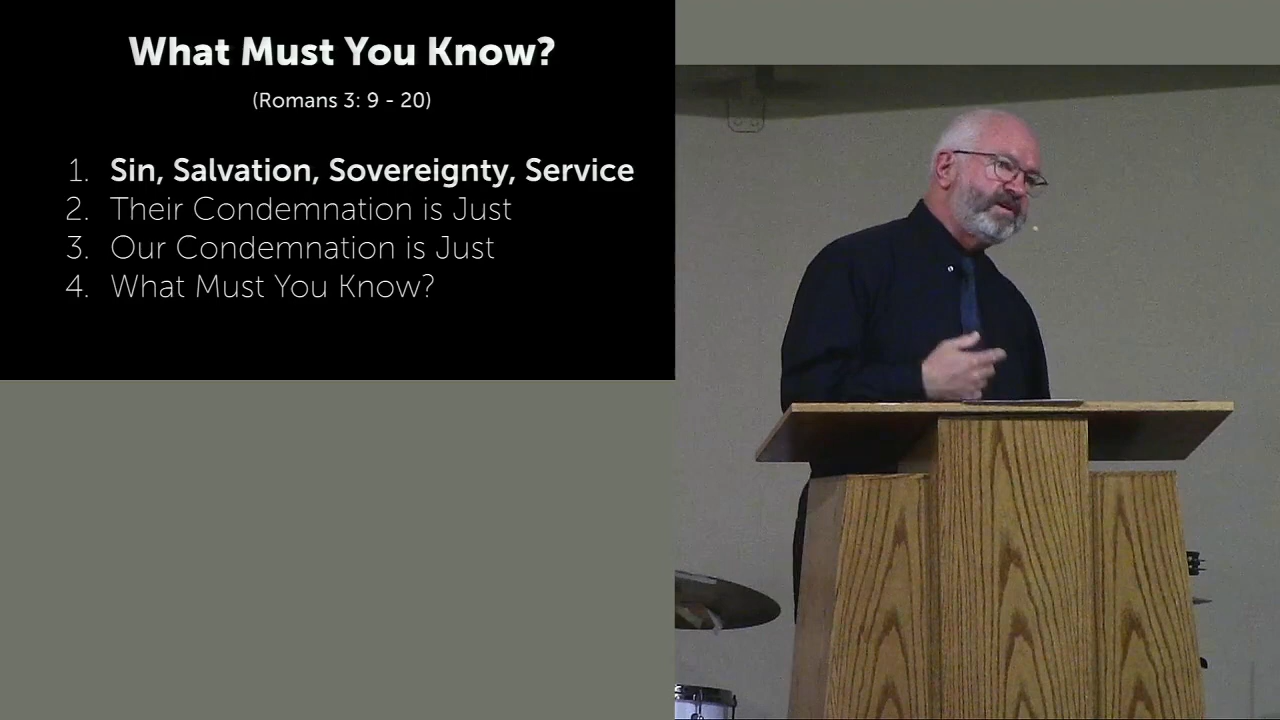 What Must You Know?
(Romans 3: 9 - 20)
1. Sin, Salvation, Sovereignty, Service
2. Their Condemnation is Just
3. Our Condemnation is Just
4. What Must You Know?